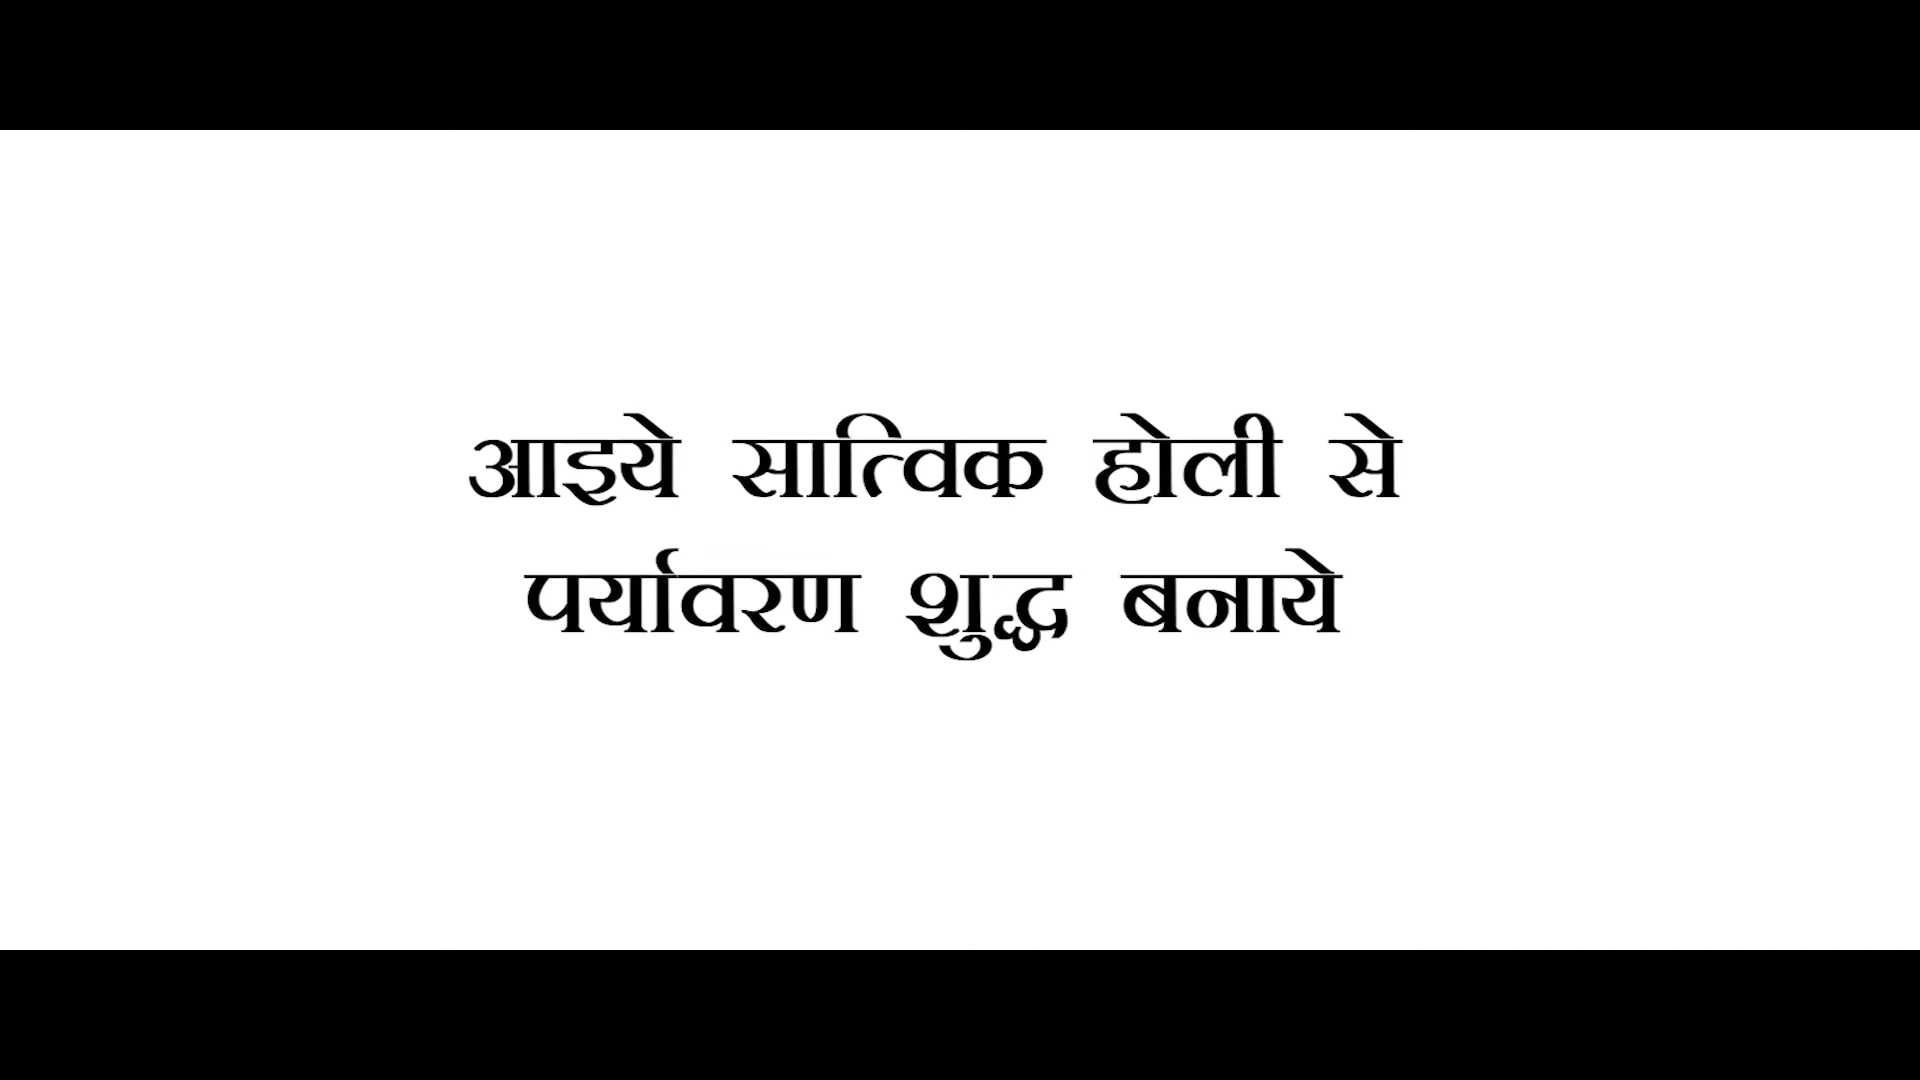 आइये सात्विक होली से
पर्यावरण शुद्ध बनाये